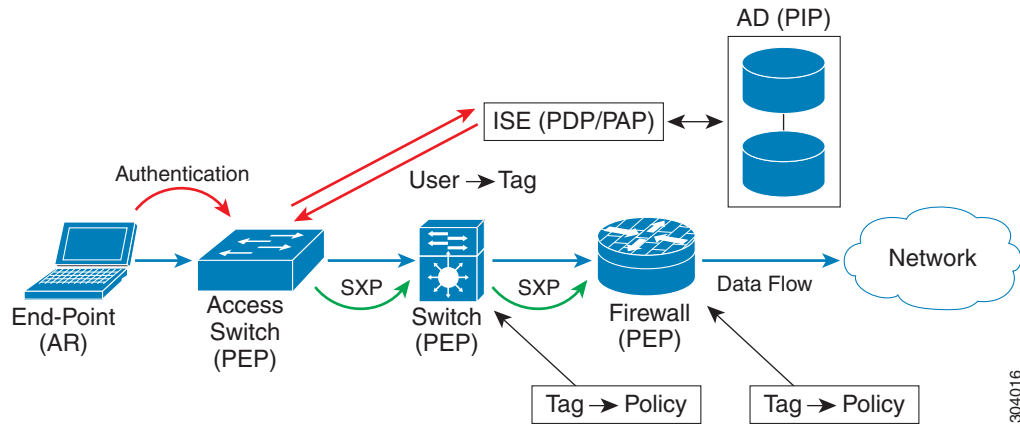 AD (PIP)
ISE (PDP/PAP)
Authentication
User → Tag
SXP
SXP
Data Flow
Network
End-Point
(AR)
Access
Switch
(PEP)
Switch
(PEP)
Firewall
(PEP)
Tag → Policy
Tag → Policy
304016